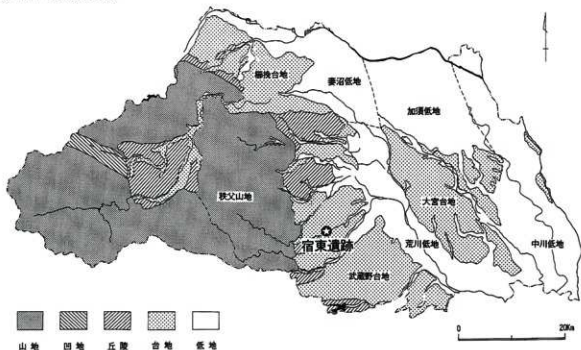 櫛挽台地
妻沼低地
加須低地
秩父山地
大宮台地
宿東遺跡
荒川低地
中川低地
武蔵野台地
山地 凹地 丘陵 台地 低地
0 20Km